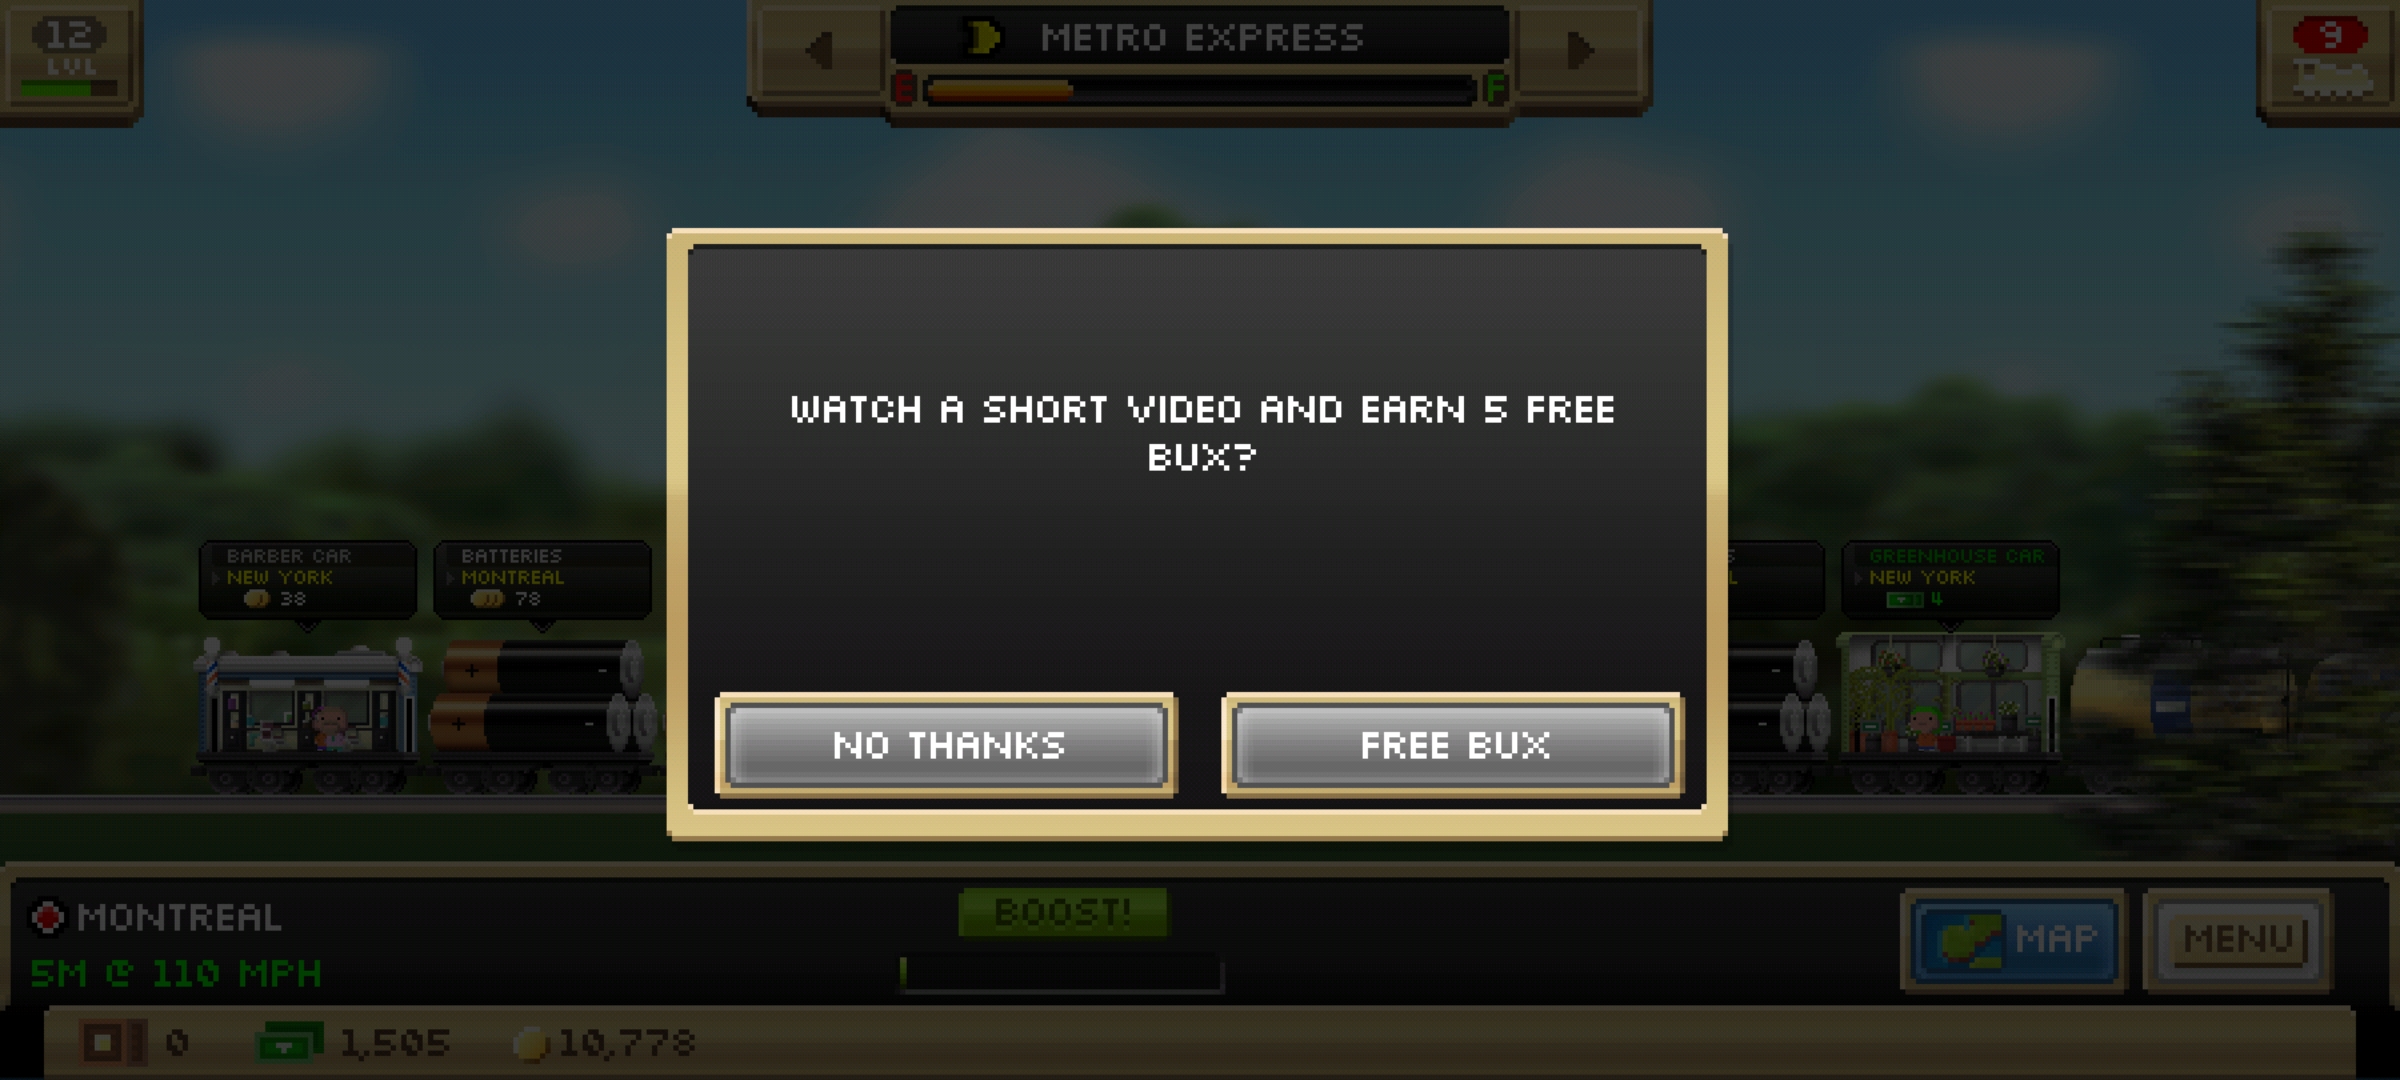 12
LVL
METRO EXPRESS
E
F
9
WATCH A SHORT VIDEO AND EARN 5 FREE
BUX?
BARBER CAR
NEW YORK
38
BATTERIES
MONTREAL
78
GREENHOUSE CAR
NEW YORK
4
NO THANKS
FREE BUX
MONTREAL
5M @ 110 MPH
BOOST!
MAP
MENU
0
1,505
10,778